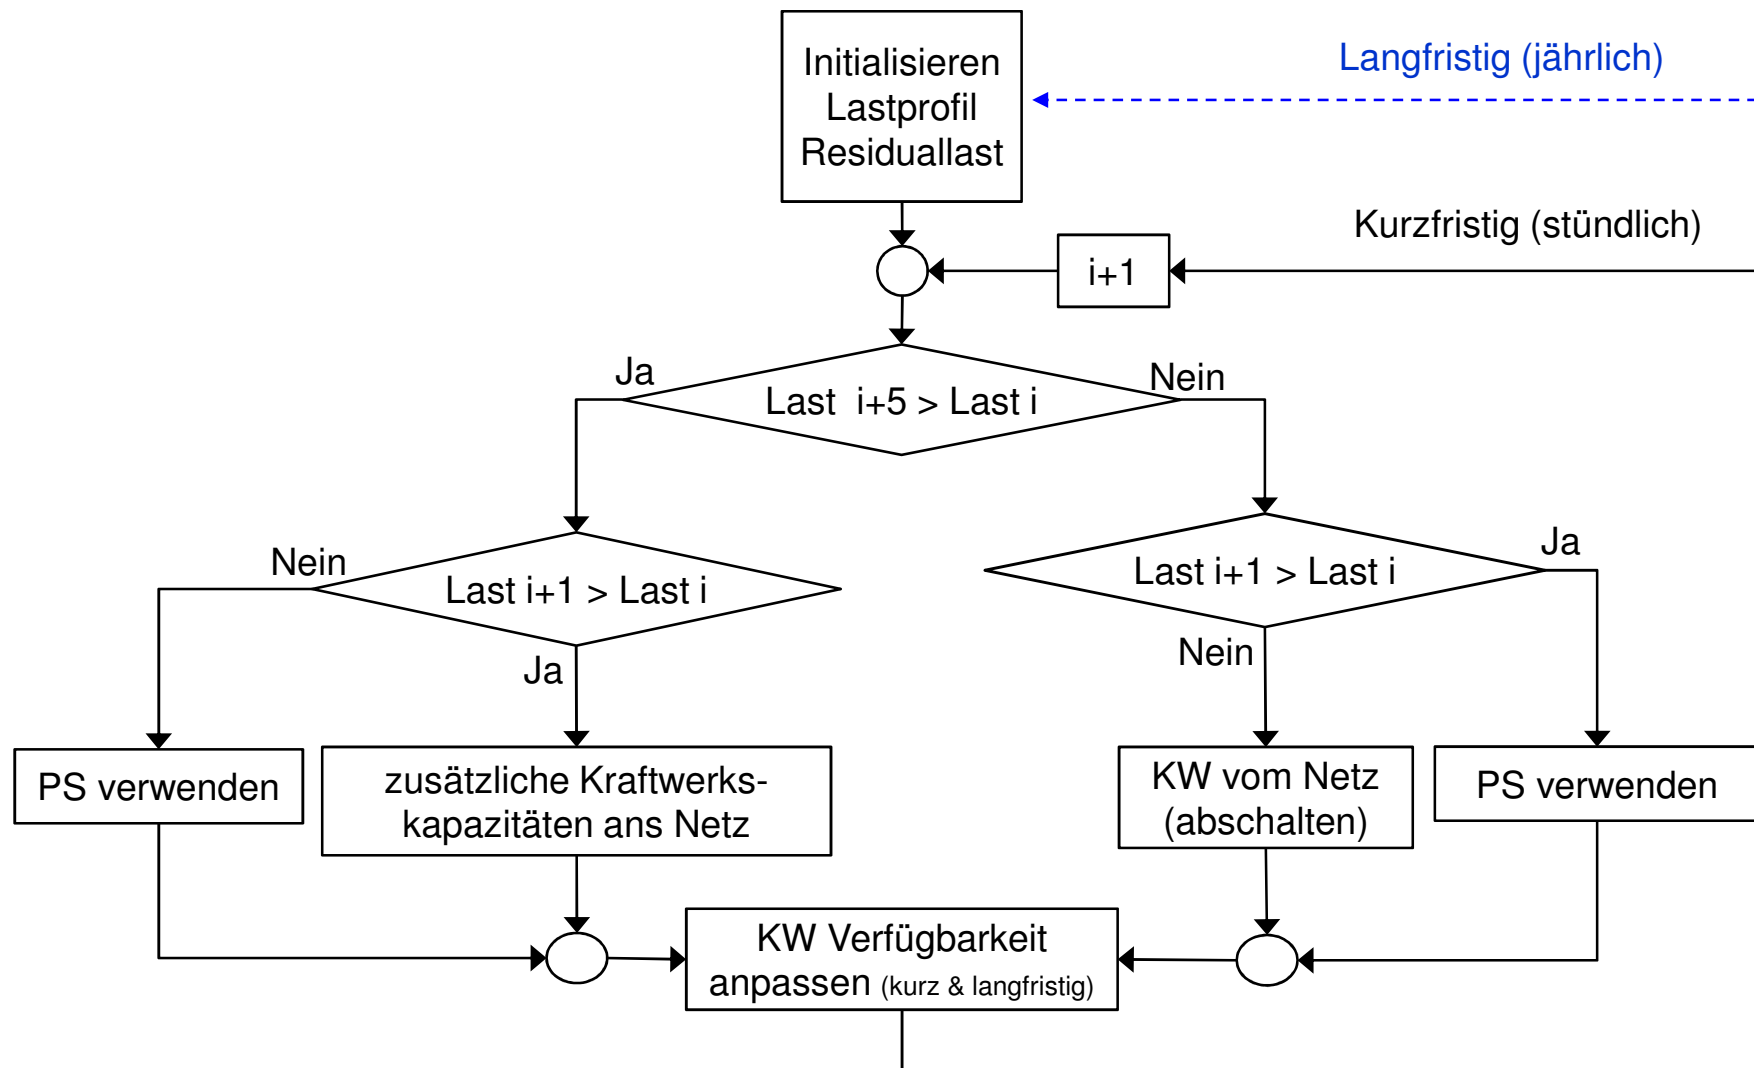 Initialisieren
Lastprofil
Residuallast
Langfristig (jährlich)
Kurzfristig (stündlich)
i+1
Ja
Last  i+5 > Last i
Nein
Nein
Last i+1 > Last i
Ja
Last i+1 > Last i
Ja
Nein
PS verwenden
zusätzliche Kraftwerks-
kapazitäten ans Netz
KW vom Netz
(abschalten)
PS verwenden
KW Verfügbarkeit
anpassen (kurz & langfristig)